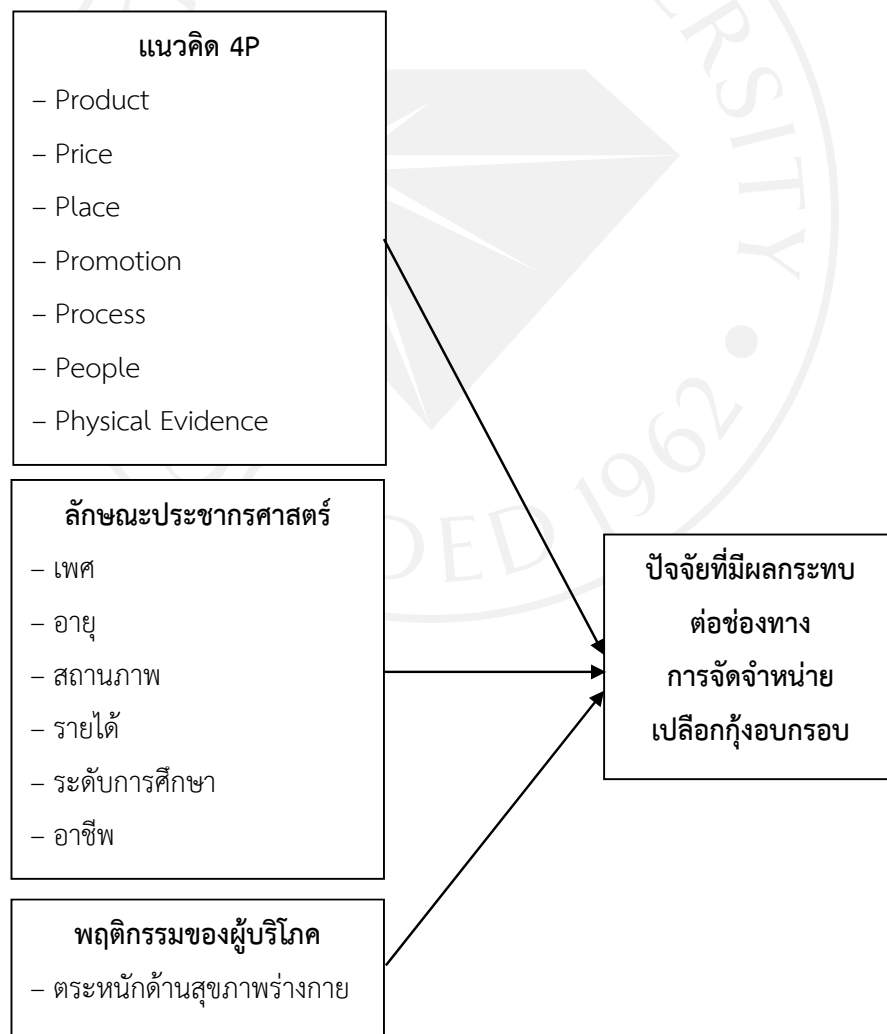 แนวคิด 4P
– Product
– Price
– Place
– Promotion
– Process
– People
– Physical Evidence
ลักษณะประชากรศาสตร์
– เพศ
– อายุ
– สถานภาพ
– รายได้
– ระดับการศึกษา
– อาชีพ
พฤติกรรมของผู้บริโภค
– ตระหนักด้านสุขภาพร่างกาย
ปัจจัยที่มีผลกระทบ
ต่อช่องทาง
การจัดจำหน่าย
เปลือกกุ้งอบกรอบ
ERSITY
DED 1962